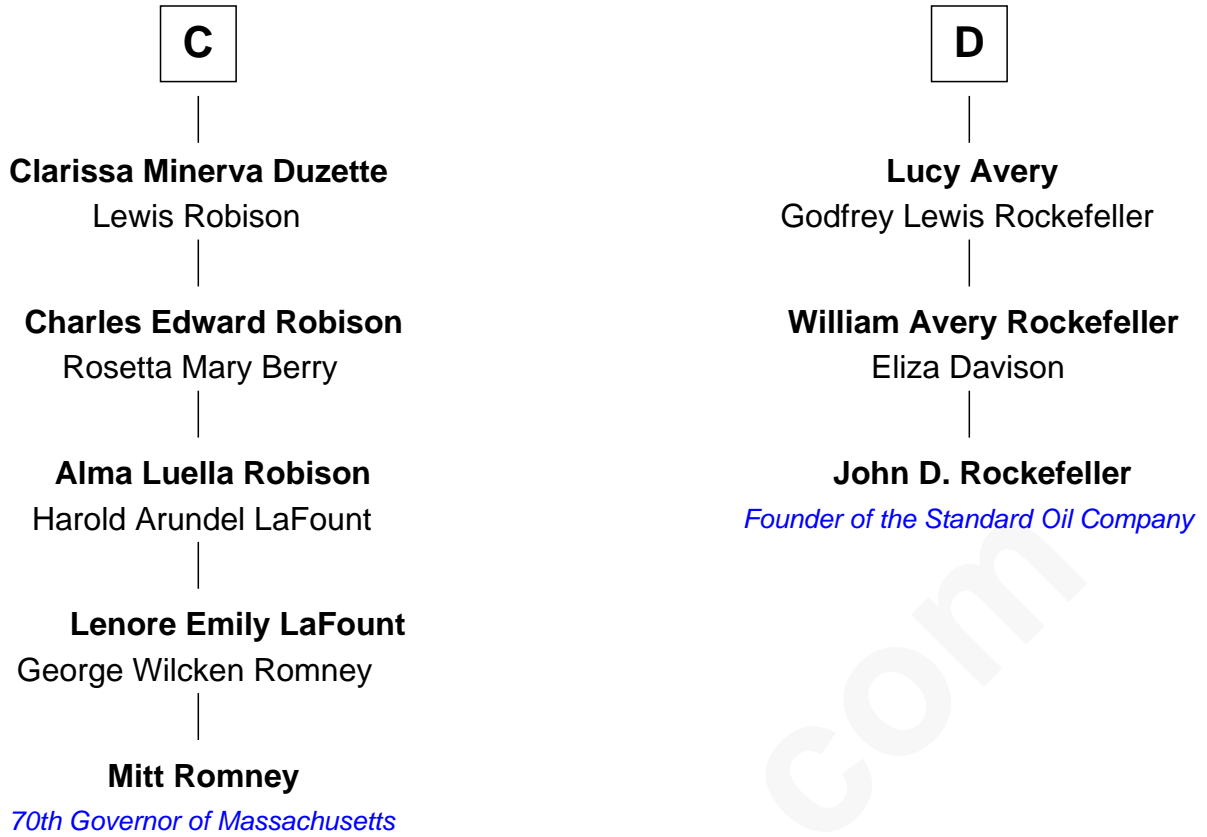 C
Clarissa Minerva Duzette
Lewis Robison
Charles Edward Robison
Rosetta Mary Berry
Alma Luella Robison
Harold Arundel LaFount
Lenore Emily LaFount
George Wilcken Romney
Mitt Romney
70th Governor of Massachusetts
D
Lucy Avery
Godfrey Lewis Rockefeller
William Avery Rockefeller
Eliza Davison
John D. Rockefeller
Founder of the Standard Oil Company
com